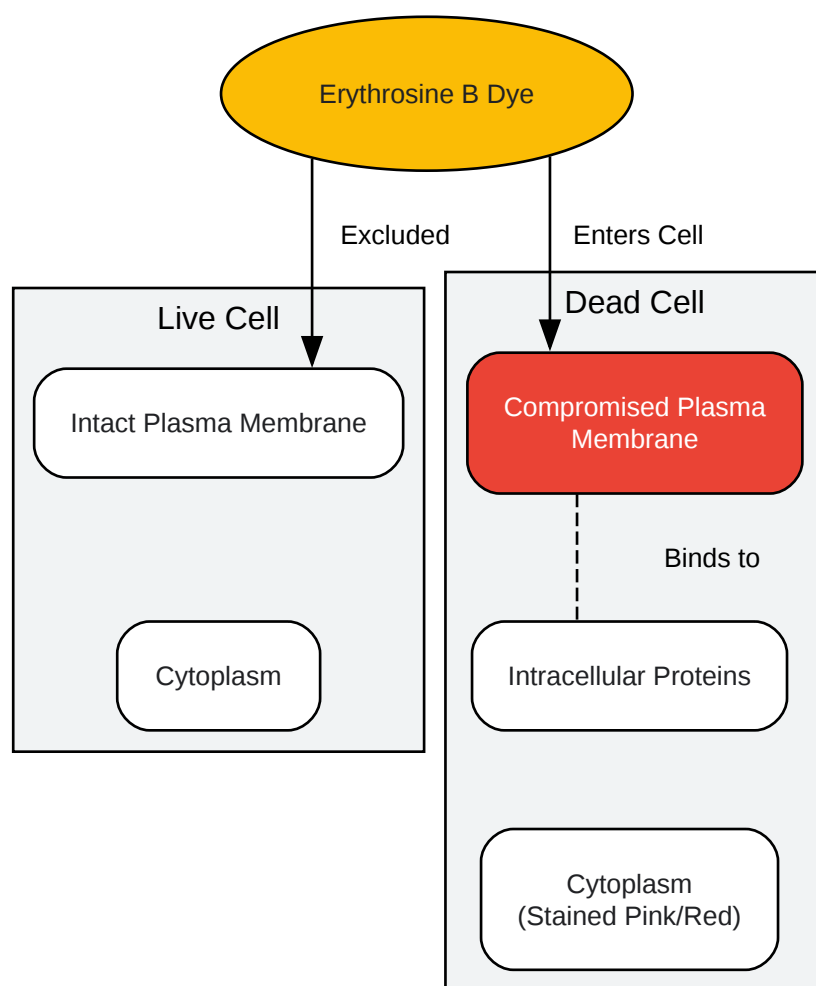 Erythrosine B Dye
Excluded
Enters Cell
Live Cell
Dead Cell
Intact Plasma Membrane
Compromised Plasma
Membrane
Binds to
Cytoplasm
Intracellular Proteins
Cytoplasm
(Stained Pink/Red)